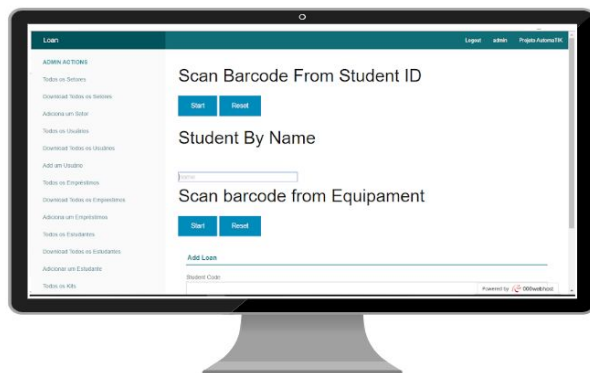 Loan
Logout admin Projeto AutomaTIK
ADMIN ACTIONS
Todos os Setores
Download Todos os Setores
Adiciona um Setor
Todos os Usuários
Download Todos os Usuários
Add um Usuário
Todos os Empréstimos
Download Todos os Empréstimos
Adiciona um Empréstimos
Todos os Estudantes
Download Todos os Estudantes
Adicionar um Estudante
Todos os Kits
Scan Barcode From Student ID
Start Reset
Student By Name
Name
Scan barcode from Equipament
Start Reset
Add Loan
Student Code
Powered by 000webhost